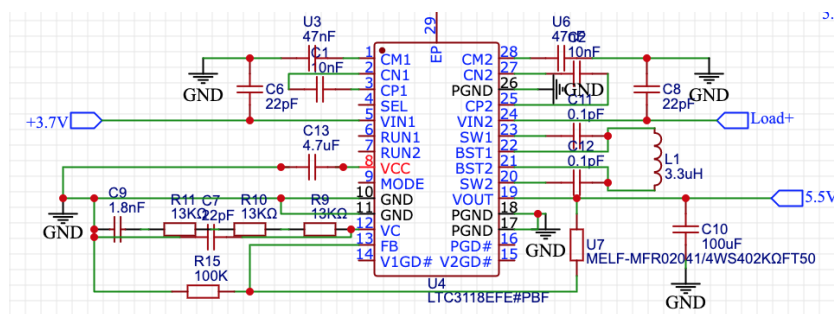 29
EP
U3
47nF
C1
10nF
GND
C6
22pF
+3.7V
C13
4.7uF
C9
1.8nF
R11
13KΩ
C7
22pF
R10
13KΩ
R9
13KΩ
GND
R15
100K
1 CM1
2 CN1
3 CP1
4 SEL
5 VIN1
6 RUN1
7 RUN2
8 VCC
9 MODE
10 GND
11 GND
12 VC
13 FB
14 V1GD#
CM2 28
CN2 27
PGND 26
CP2 25
VIN2 24
SW1 23
BST1 22
BST2 21
SW2 20
VOUT 19
PGND 18
PGND 17
PGD# 16
V2GD# 15
U4
LTC3118EFE#PBF
U6
47nF
C2
10nF
GND
GND
C8
22pF
Load+
C11
0.1pF
C12
0.1pF
L1
3.3uH
5.5V
GND
C10
100uF
U7
MELF-MFR02041/4WS402KΩFT50
GND